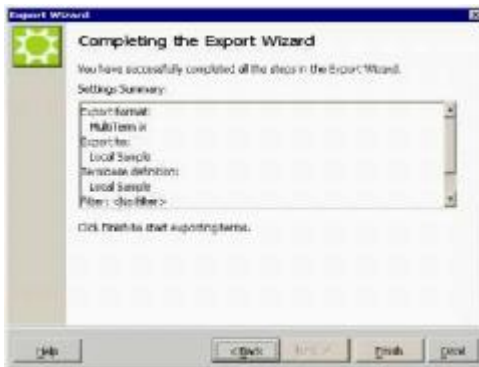 Export Wizard
Completing the Export Wizard
You have successfully completed all the steps in the Export Wizard.
Settings Summary
Export format:
MultiTerm ix
Export to:
Local Sample
Termbase definition:
Local Sample
Filter: <No filter>
Click Finish to start exporting terms.
Help
< Back
Finish